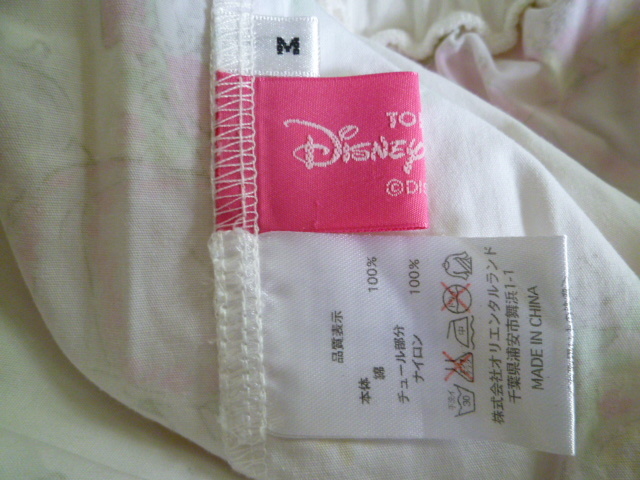 M
TO
DISNEY
©DIS
品質表示
本体
綿 100%
チュール部分
ナイロン 100%
30
株式会社オリエンタルランド
千葉県浦安市舞浜1-1
MADE IN CHINA